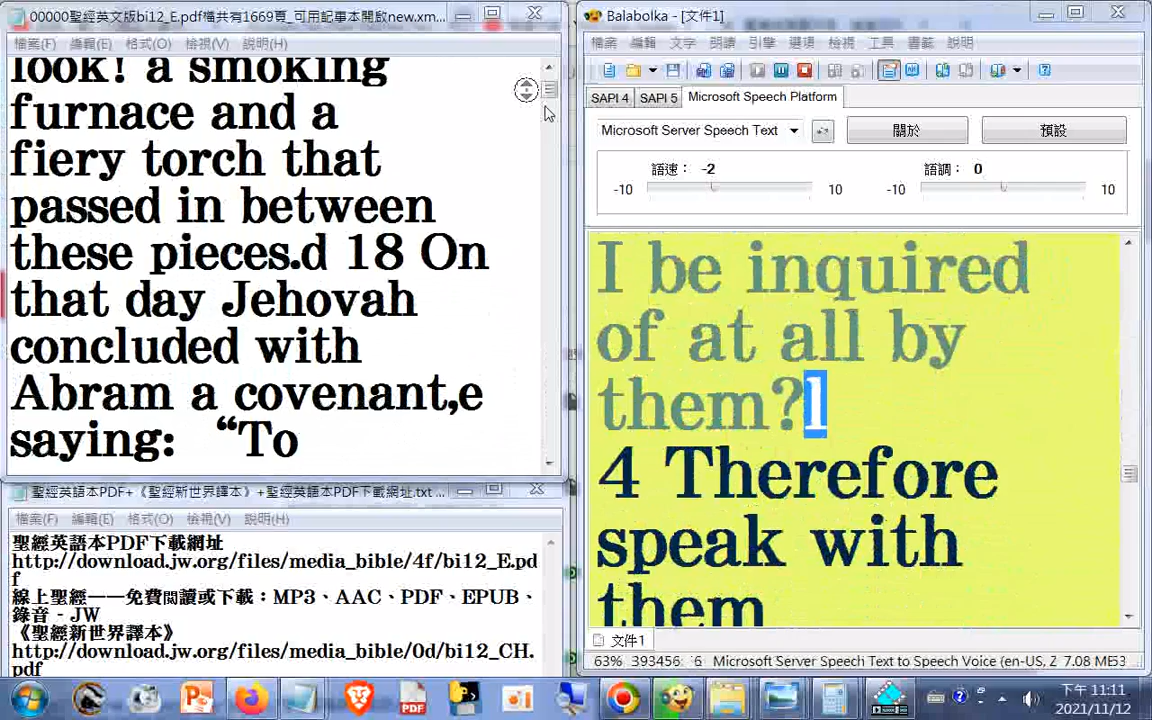 00000聖經英文版bi12_E.pdf檔共有1669頁_可用記事本開啟new.xm...
檔案(F) 編輯(E) 格式(O) 檢視(V) 說明(H)
look! a smoking
furnace and a
fiery torch that
passed in between
these pieces.d 18 On
that day Jehovah
concluded with
Abram a covenant,e
saying: “To
聖經英語本PDF+《聖經新世界譯本》+聖經英語本PDF下載網址.txt ...
檔案(F) 編輯(E) 格式(O) 檢視(V) 說明(H)
聖經英語本PDF下載網址
http://download.jw.org/files/media_bible/4f/bi12_E.pd
f
線上聖經——免費閱讀或下載：MP3、AAC、PDF、EPUB、
錄音 - JW
《聖經新世界譯本》
http://download.jw.org/files/media_bible/0d/bi12_CH.
pdf
Balabolka - [文件1]
檔案 編輯 文字 朗讀 引擎 選項 檢視 工具 書籤 說明
SAPI 4 SAPI 5 Microsoft Speech Platform
Microsoft Server Speech Text 關於 預設
語速： -2 語調： 0
-10 10 -10 10
I be inquired
of at all by
them?l
4 Therefore
speak with
them
文件1
63% 393456: 6 Microsoft Server Speech Text to Speech Voice (en-US, Z 7.08 ME53
下午 11:11
2021/11/12